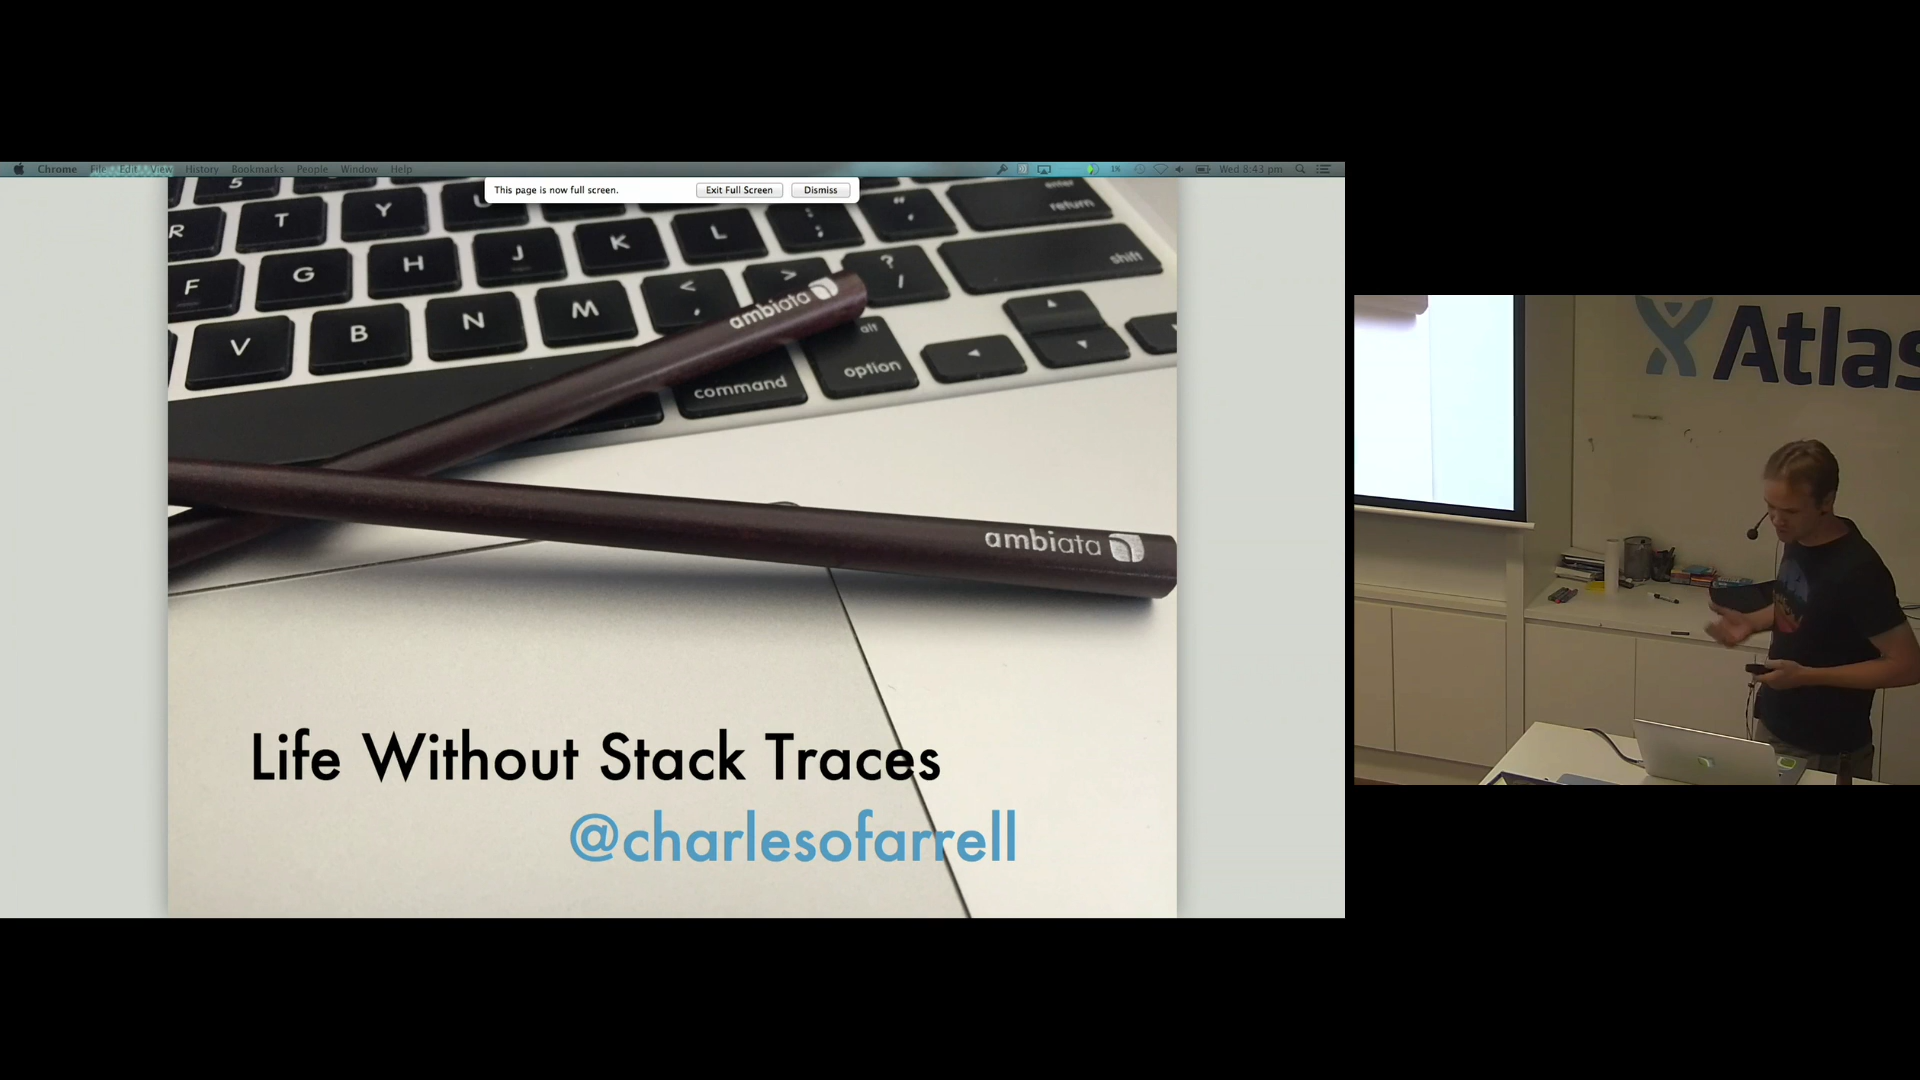 Chrome File Edit View History Bookmarks People Window Help
Wed 8:43 pm
This page is now full screen. Exit Full Screen Dismiss
5
R T Y U
; : " '
enter
return
F G H J K L
shift
V B N M < , > ? /
alt
option
command
ambiata
ambiata
Life Without Stack Traces
@charlesofarrell
Atlas